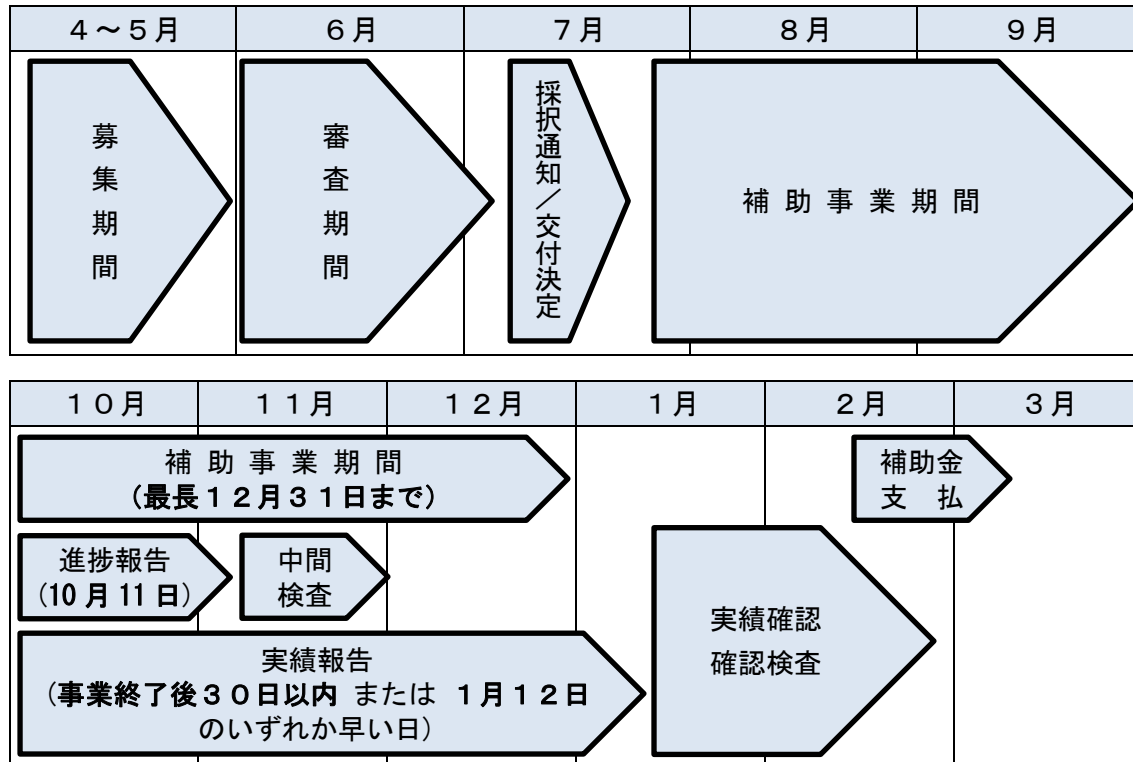 ４～５月
６月
７月
８月
９月
募集期間
審査期間
採択通知／交付決定
補助事業期間
１０月
１１月
１２月
１月
２月
３月
補助事業期間
（最長１２月３１日まで）
補助金
支払
進捗報告
（10月11日）
中間
検査
実績確認
確認検査
実績報告
（事業終了後３０日以内 または １月１２日
のいずれか早い日）